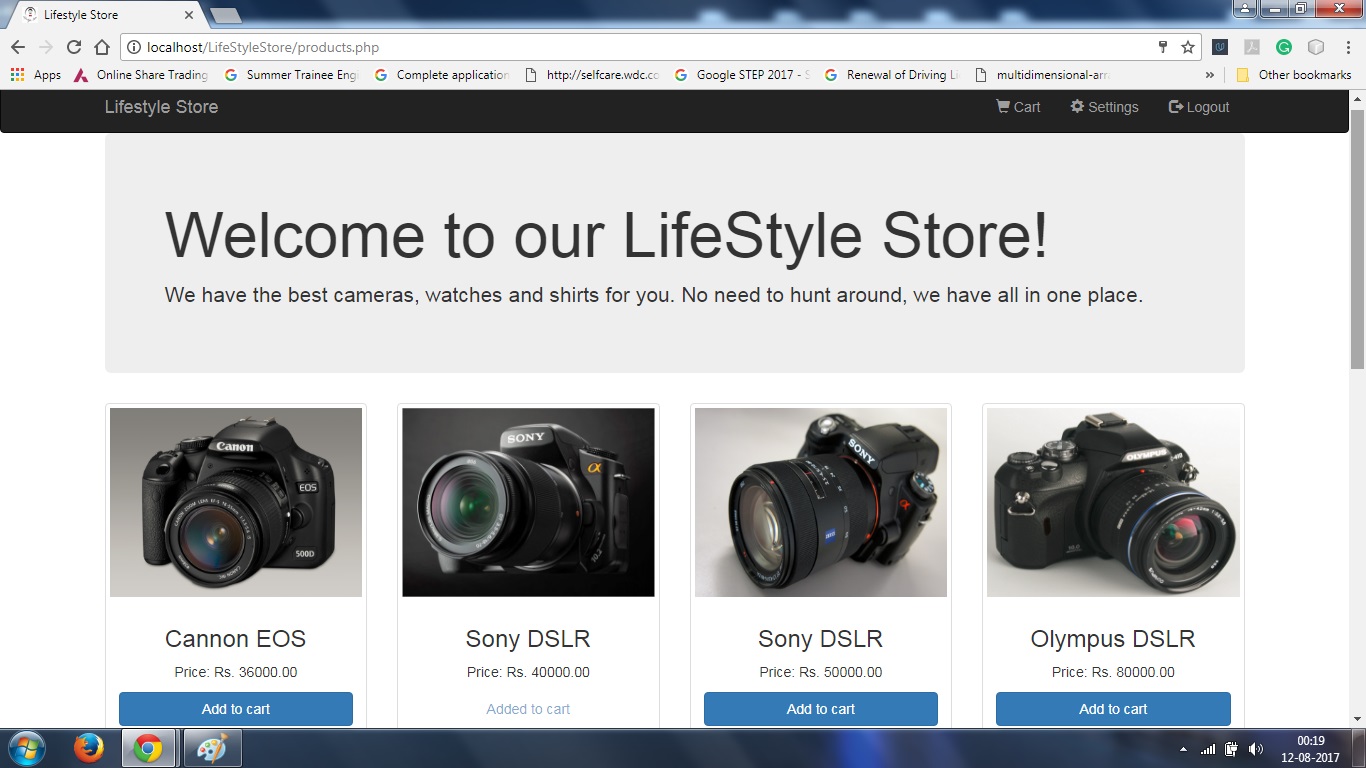 Lifestyle Store
localhost/LifeStyleStore/products.php
Apps Online Share Trading Summer Trainee Eng Complete application http://selfcare.wdc.co Google STEP 2017 - S Renewal of Driving Li multidimensional-arra » Other bookmarks
Lifestyle Store Cart Settings Logout
Welcome to our LifeStyle Store!
We have the best cameras, watches and shirts for you. No need to hunt around, we have all in one place.
Canon
EOS
500D
SONY
α
SONY
α
OLYMPUS
Cannon EOS Sony DSLR Sony DSLR Olympus DSLR
Price: Rs. 36000.00 Price: Rs. 40000.00 Price: Rs. 50000.00 Price: Rs. 80000.00
Add to cart Added to cart Add to cart Add to cart
00:19
12-08-2017